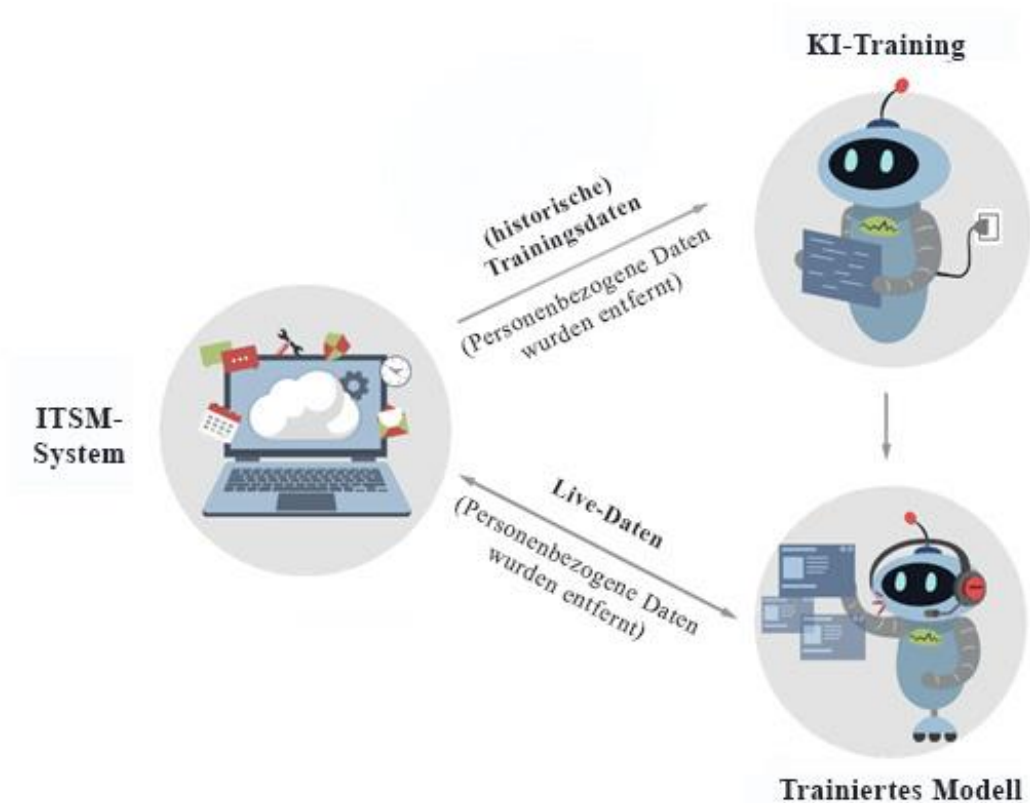 KI-Training
(historische)
Trainingsdaten
(Personenbezogene Daten
wurden entfernt)
ITSM-
System
Live-Daten
(Personenbezogene Daten
wurden entfernt)
Trainiertes Modell